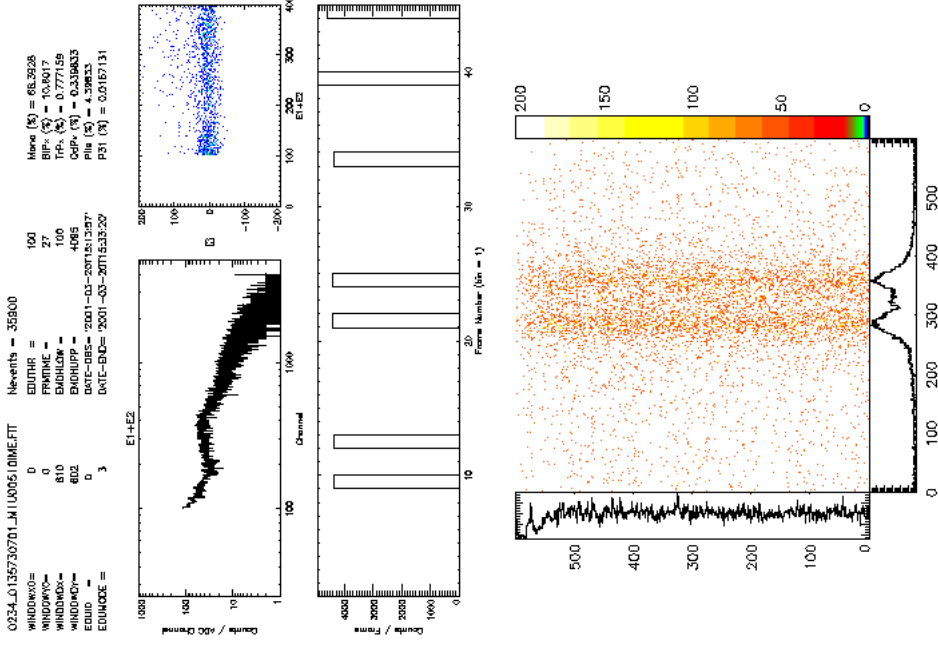 0234_0135730701_M1U00510IME.FIT Nevents = 35900
WINDOWX0= 0 EDUTHR = 100 Mono (%) = 68.3928
WINDOWY0= 0 FRMTIME = 27 BiPx (%) = 10.6017
WINDOWDX= 610 EMDHLOW = 100 TrPx (%) = 0.777159
WINDOWDY= 602 EMDHUPP = 4095 QdPx (%) = 0.339833
EDUID = 0 DATE-OBS= '2001-03-20T15:13:57'
EDUMODE = 3 DATE-END= '2001-03-20T15:33:20'
Pile (%) = 4.39833
P31 (%) = 0.0167131
E1+E2
Counts / ADC Channel
1000
100
10
1
100 1000
Channel
E3
200
100
0
-100
-200
0 100 200 300 400
E1+E2
Counts / Frame
4000
3000
2000
1000
0
10 20 30 40
Frame Number (bin = 1)
500
400
300
200
100
0
0 100 200 300 400 500
200
150
100
50
0